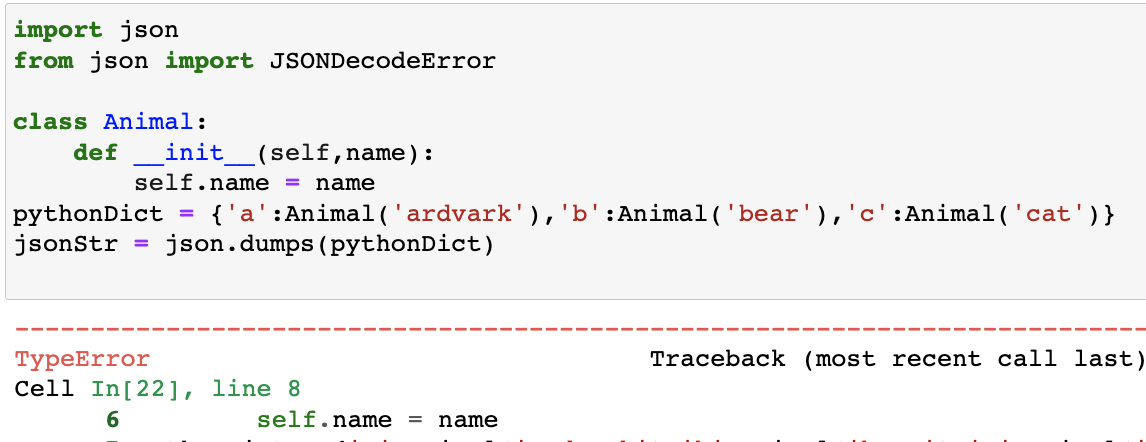 import json
from json import JSONDecodeError
class Animal:
    def __init__(self,name):
        self.name = name
pythonDict = {'a':Animal('ardvark'),'b':Animal('bear'),'c':Animal('cat')}
jsonStr = json.dumps(pythonDict)
---------------------------------------------------------------------------
TypeError                                 Traceback (most recent call last)
Cell In[22], line 8
      6         self.name = name